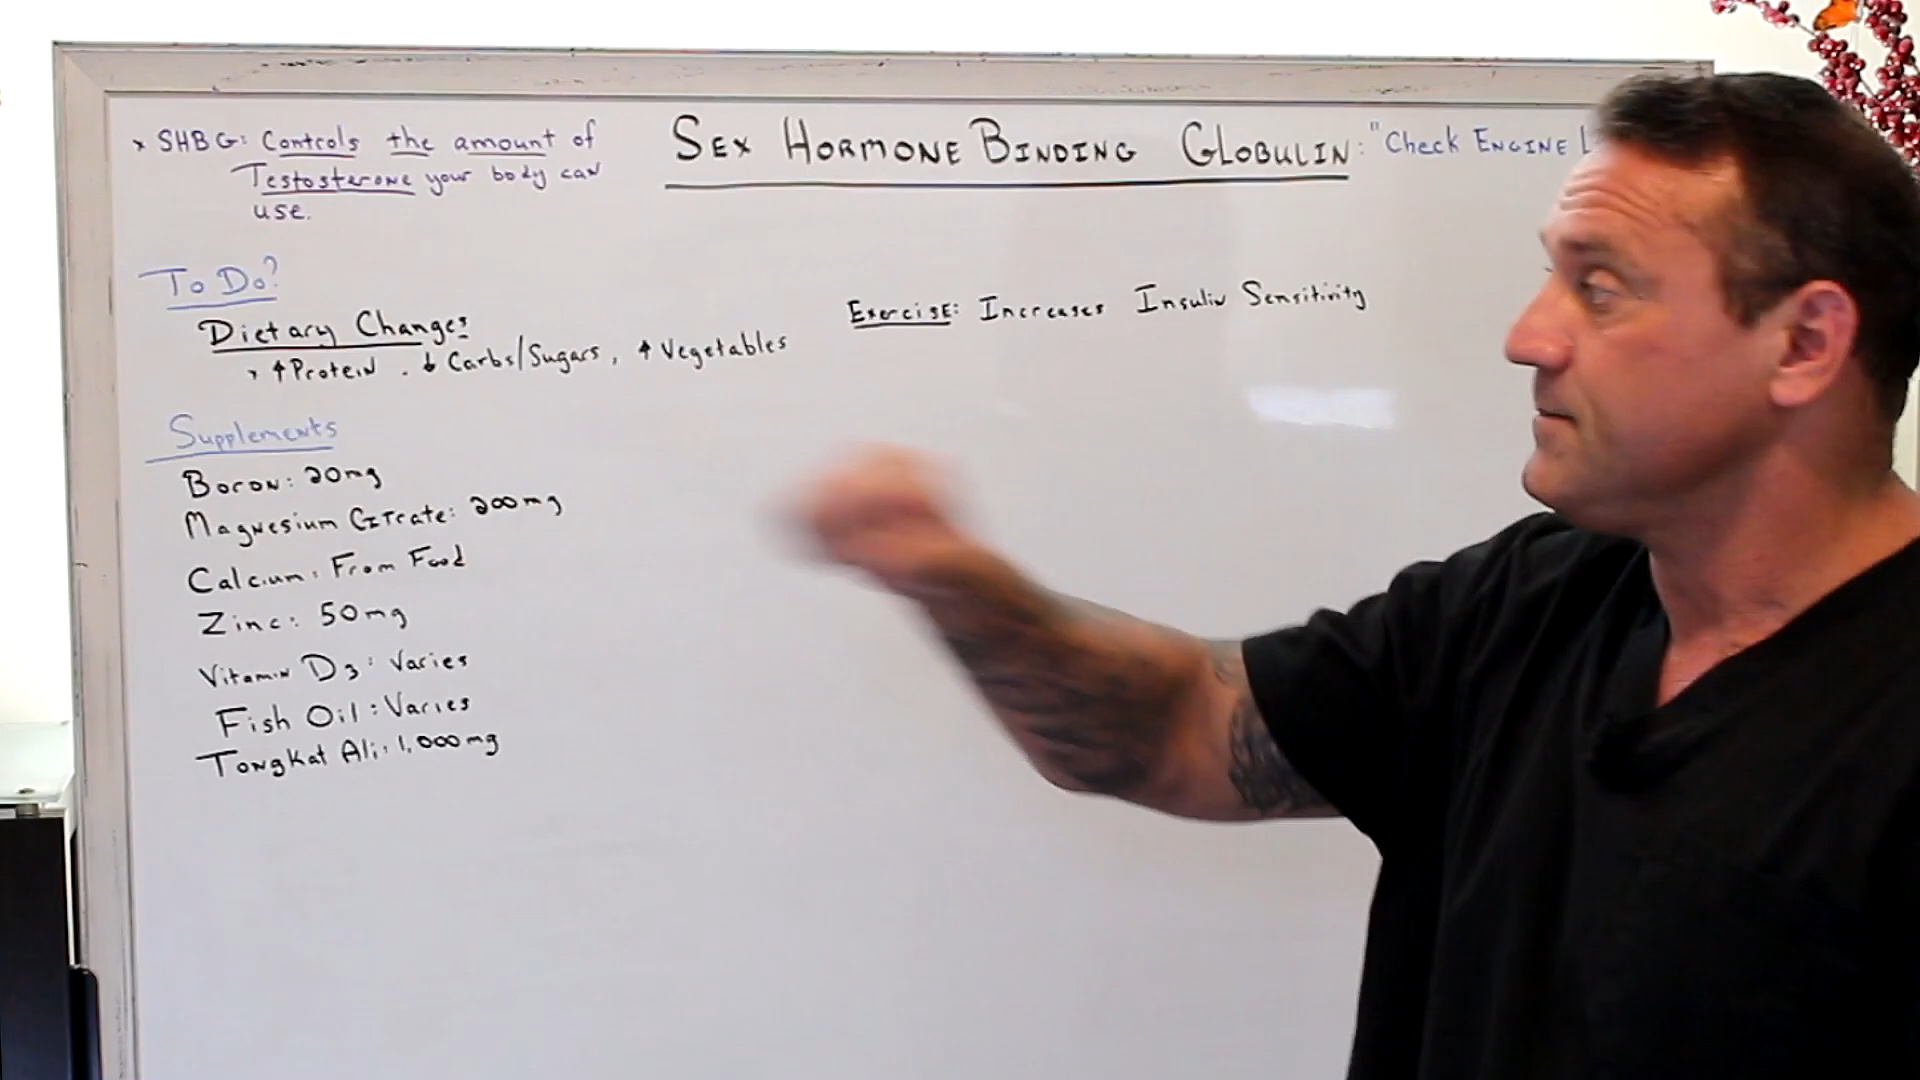 * SHBG: Controls the amount of
Testosterone your body can
use.
Sex Hormone Binding Globulin: "Check Engine L
To Do?
Dietary Changes
* ↑ Protein . ↓ Carbs/Sugars, ↑ Vegetables
Exercise: Increases Insulin Sensitivity
Supplements
Boron: 20mg
Magnesium Citrate: 200mg
Calcium: From Food
Zinc: 50mg
Vitamin D3: Varies
Fish Oil: Varies
Tongkat Ali: 1,000mg